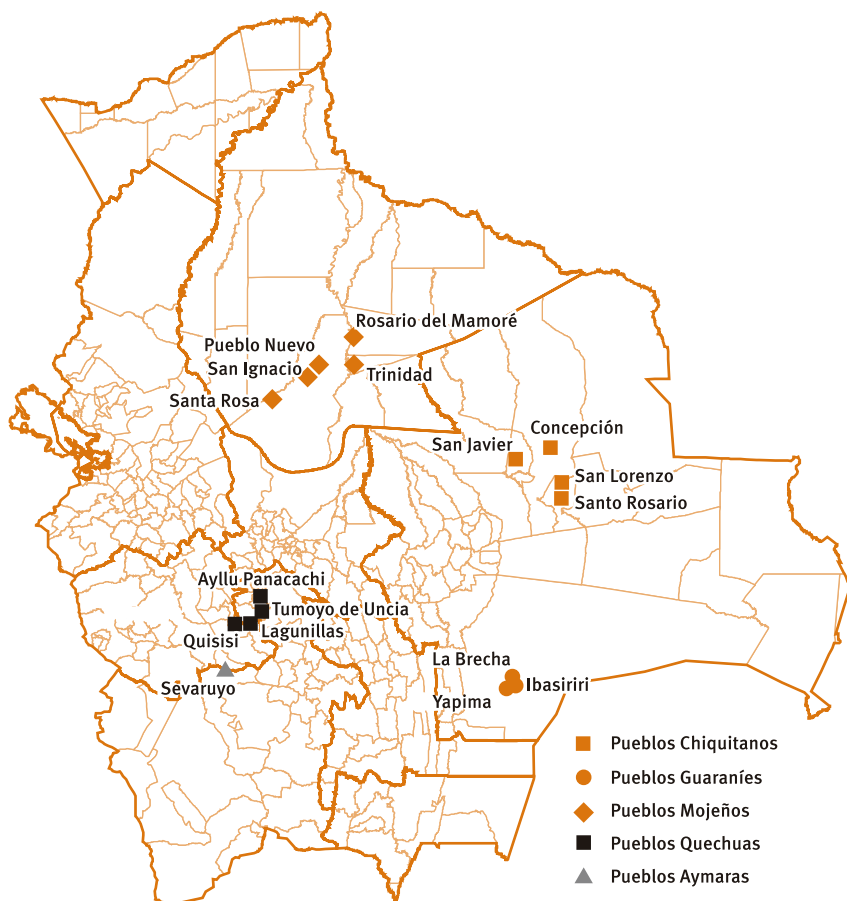 Rosario del Mamoré
Pueblo Nuevo
San Ignacio
Trinidad
Santa Rosa
Concepción
San Javier
San Lorenzo
Santo Rosario
Ayllu Panacachi
Tumoyo de Uncia
Lagunillas
Quisisi
Sevaruyo
La Brecha
Ibasiriri
Yapima
Pueblos Chiquitanos
Pueblos Guaraníes
Pueblos Mojeños
Pueblos Quechuas
Pueblos Aymaras